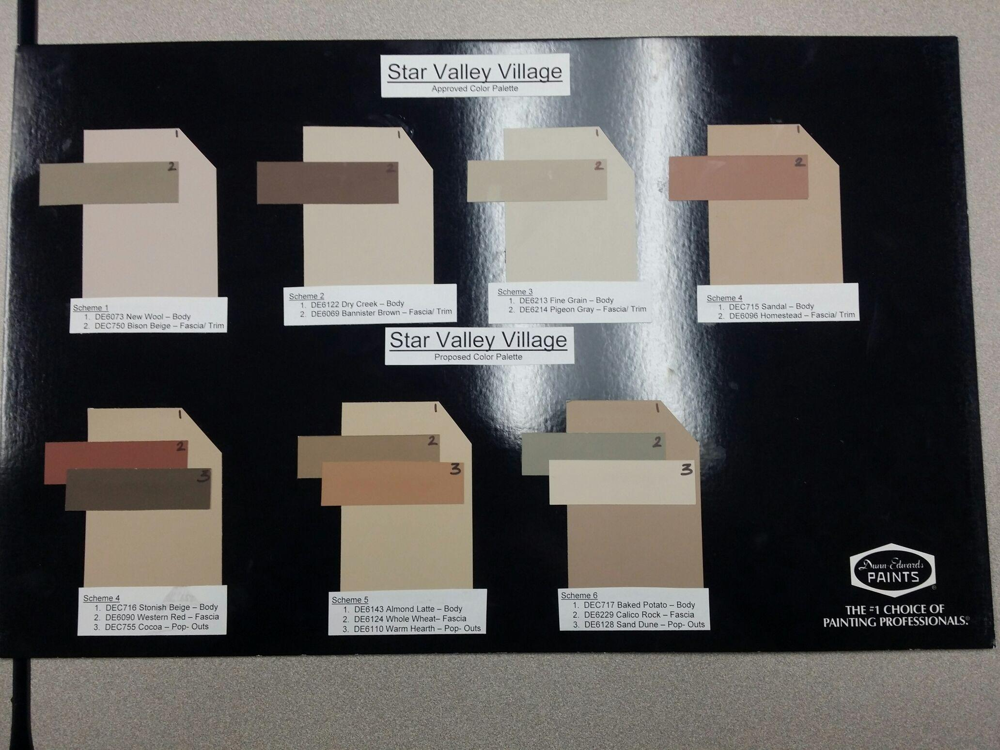 Star Valley Village
Approved Color Palette
1
2
1
2
1
2
1
2
Scheme 1
1. DE6073 New Wool – Body
2. DEC750 Bison Beige – Fascia/ Trim
Scheme 2
1. DE6122 Dry Creek – Body
2. DE6069 Bannister Brown – Fascia/ Trim
Scheme 3
1. DE6213 Fine Grain – Body
2. DE6214 Pigeon Gray – Fascia/ Trim
Scheme 4
1. DEC715 Sandal – Body
2. DE6096 Homestead – Fascia/ Trim
Star Valley Village
Proposed Color Palette
1
2
3
1
2
3
1
2
3
Scheme 4
1. DEC716 Stonish Beige – Body
2. DE6090 Western Red – Fascia
3. DEC755 Cocoa – Pop- Outs
Scheme 5
1. DE6143 Almond Latte – Body
2. DE6124 Whole Wheat– Fascia
3. DE6110 Warm Hearth – Pop- Outs
Scheme 6
1. DEC717 Baked Potato – Body
2. DE6229 Calico Rock – Fascia
3. DE6128 Sand Dune – Pop- Outs
Dunn-Edwards
PAINTS
®
THE #1 CHOICE OF
PAINTING PROFESSIONALS.®